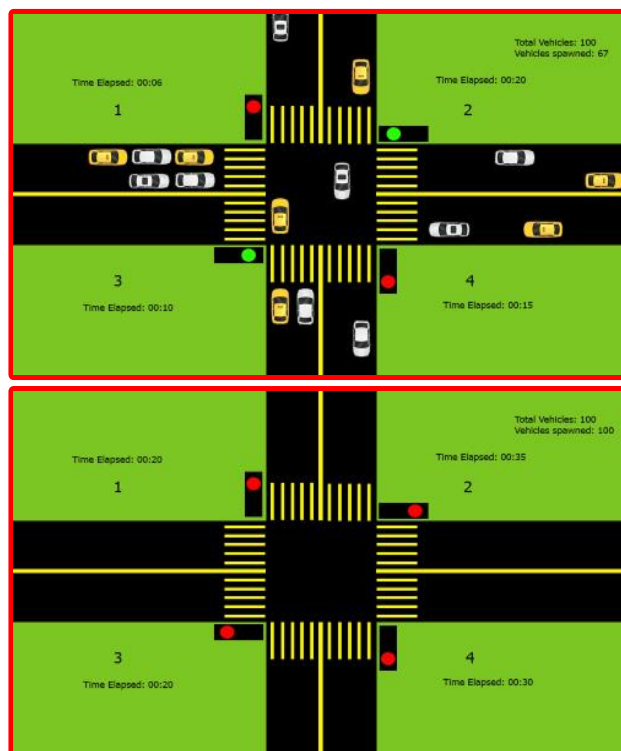 Total Vehicles: 100
Vehicles spawned: 67
Time Elapsed: 00:06
Time Elapsed: 00:20
1
2
3
4
Time Elapsed: 00:10
Time Elapsed: 00:15
Total Vehicles: 100
Vehicles spawned: 100
Time Elapsed: 00:20
Time Elapsed: 00:35
1
2
3
4
Time Elapsed: 00:20
Time Elapsed: 00:30